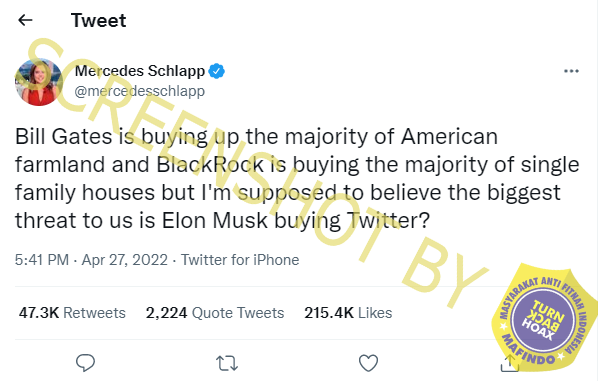 Tweet
Mercedes Schlapp
@mercedesschlapp
Bill Gates is buying up the majority of American
farmland and BlackRock is buying the majority of single
family houses but I'm supposed to believe the biggest
threat to us is Elon Musk buying Twitter?
5:41 PM · Apr 27, 2022 · Twitter for iPhone
47.3K Retweets 2,224 Quote Tweets 215.4K Likes
SCREENSHOT BY
MASYARAKAT ANTI FITNAH INDONESIA
TURN
BACK
HOAX
MAFINDO